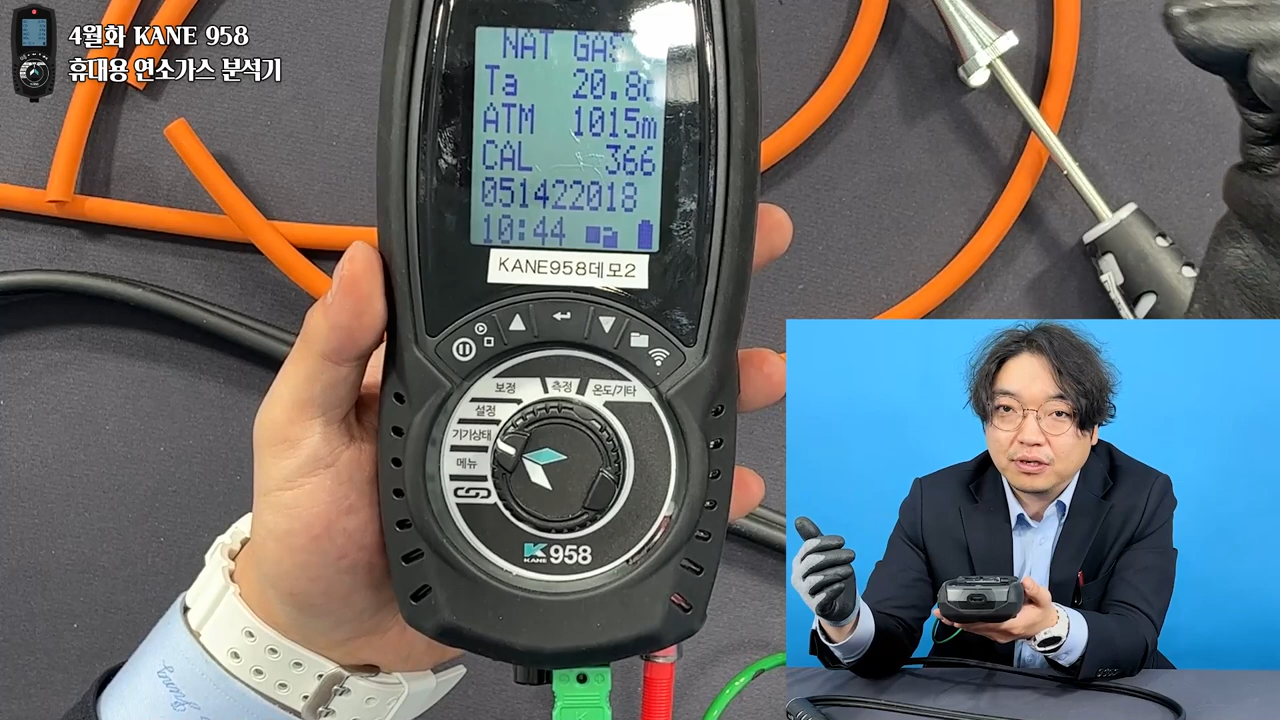 4월화 KANE 958
휴대용 연소가스 분석기
NAT GAS
Ta 20.8c
ATM 1015m
CAL 366
051422018
10:44
KANE958데모2
보정
측정
온도/기타
설정
기기상태
메뉴
K 958
KANE